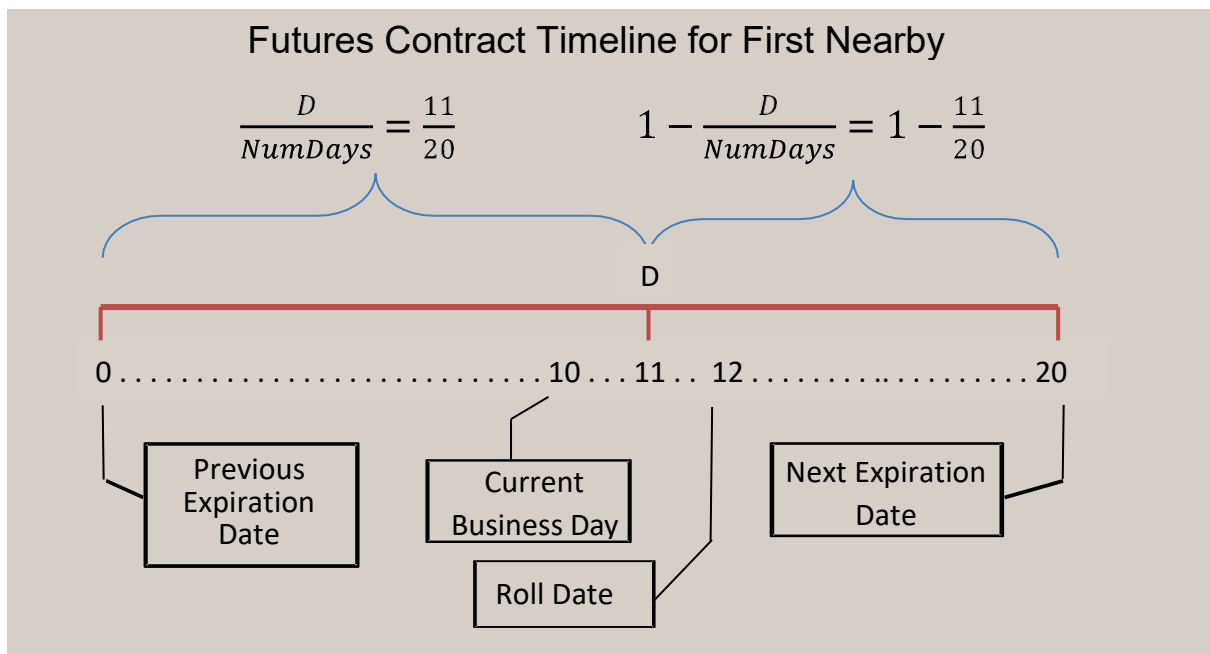 Futures Contract Timeline for First Nearby
D/NumDays = 11/20
1 − D/NumDays = 1 − 11/20
D
0 . . . . . . . . . . . . . . . . . . . . . . . . . . . . 10 . . . 11 . . 12 . . . . . . . . .. . . . . . . . . . . 20
Previous
Expiration
Date
Current
Business Day
Roll Date
Next Expiration
Date